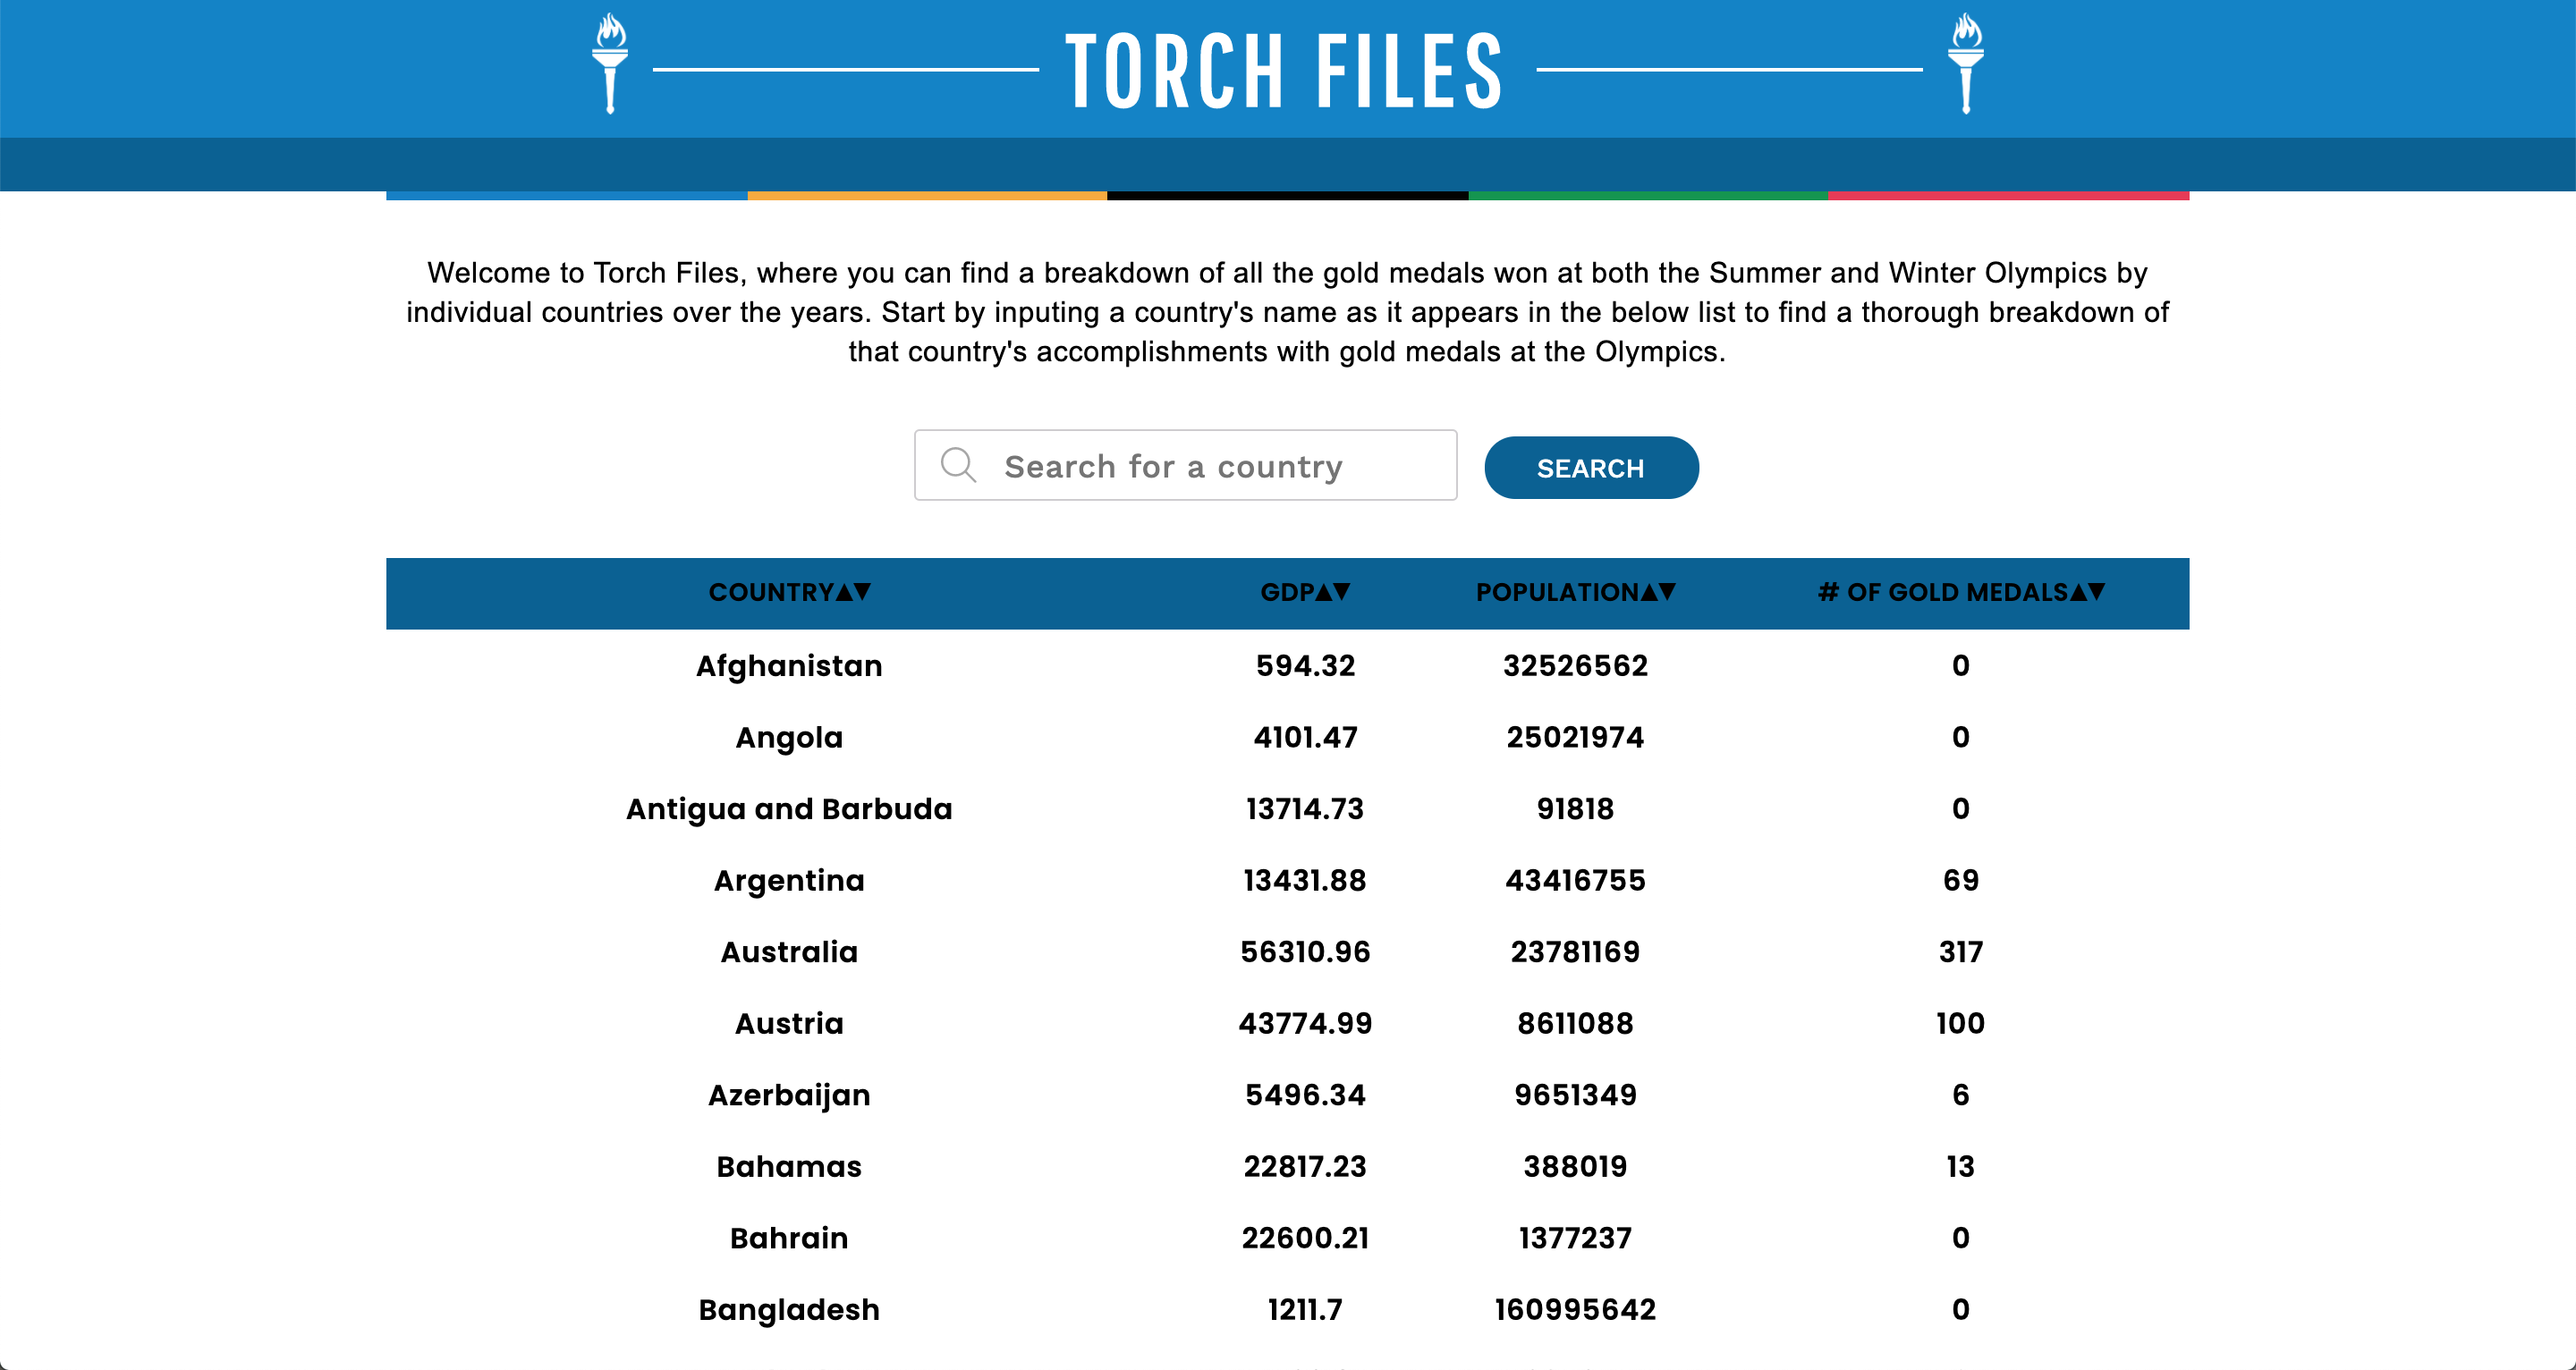 TORCH FILES
Welcome to Torch Files, where you can find a breakdown of all the gold medals won at both the Summer and Winter Olympics by
individual countries over the years. Start by inputing a country's name as it appears in the below list to find a thorough breakdown of
that country's accomplishments with gold medals at the Olympics.
Search for a country SEARCH
COUNTRY▲▼ GDP▲▼ POPULATION▲▼ # OF GOLD MEDALS▲▼
Afghanistan 594.32 32526562 0
Angola 4101.47 25021974 0
Antigua and Barbuda 13714.73 91818 0
Argentina 13431.88 43416755 69
Australia 56310.96 23781169 317
Austria 43774.99 8611088 100
Azerbaijan 5496.34 9651349 6
Bahamas 22817.23 388019 13
Bahrain 22600.21 1377237 0
Bangladesh 1211.7 160995642 0